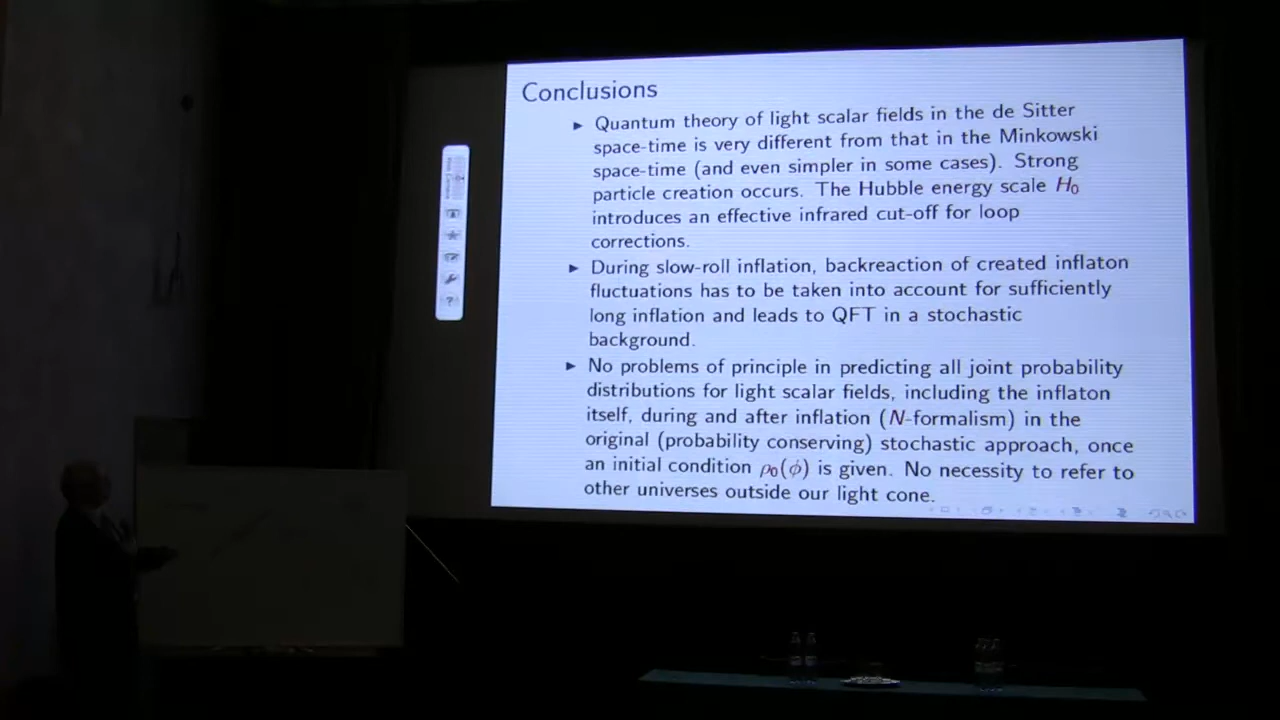 Conclusions
▸ Quantum theory of light scalar fields in the de Sitter
space-time is very different from that in the Minkowski
space-time (and even simpler in some cases). Strong
particle creation occurs. The Hubble energy scale H₀
introduces an effective infrared cut-off for loop
corrections.
▸ During slow-roll inflation, backreaction of created inflaton
fluctuations has to be taken into account for sufficiently
long inflation and leads to QFT in a stochastic
background.
▸ No problems of principle in predicting all joint probability
distributions for light scalar fields, including the inflaton
itself, during and after inflation (N-formalism) in the
original (probability conserving) stochastic approach, once
an initial condition ρ₀(ϕ) is given. No necessity to refer to
other universes outside our light cone.
?